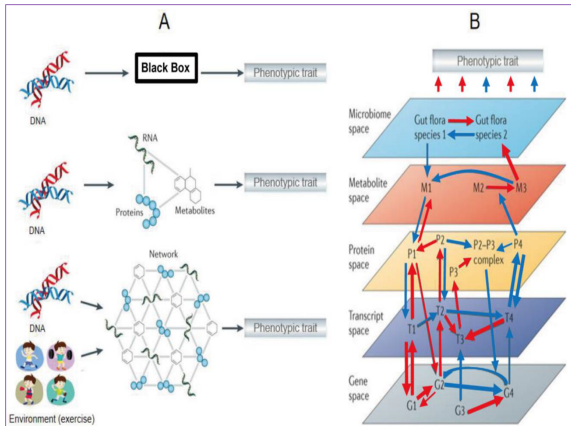 A
B
Black Box
Phenotypic trait
DNA
RNA
Proteins
Metabolites
Phenotypic trait
DNA
Network
DNA
Phenotypic trait
Environment (exercise)
Phenotypic trait
Microbiome
space
Gut flora
species 1
Gut flora
species 2
Metabolite
space
M1
M2
M3
Protein
space
P1
P2
P2–P3
complex
P4
P3
Transcript
space
T1
T2
T3
T4
Gene
space
G1
G2
G3
G4